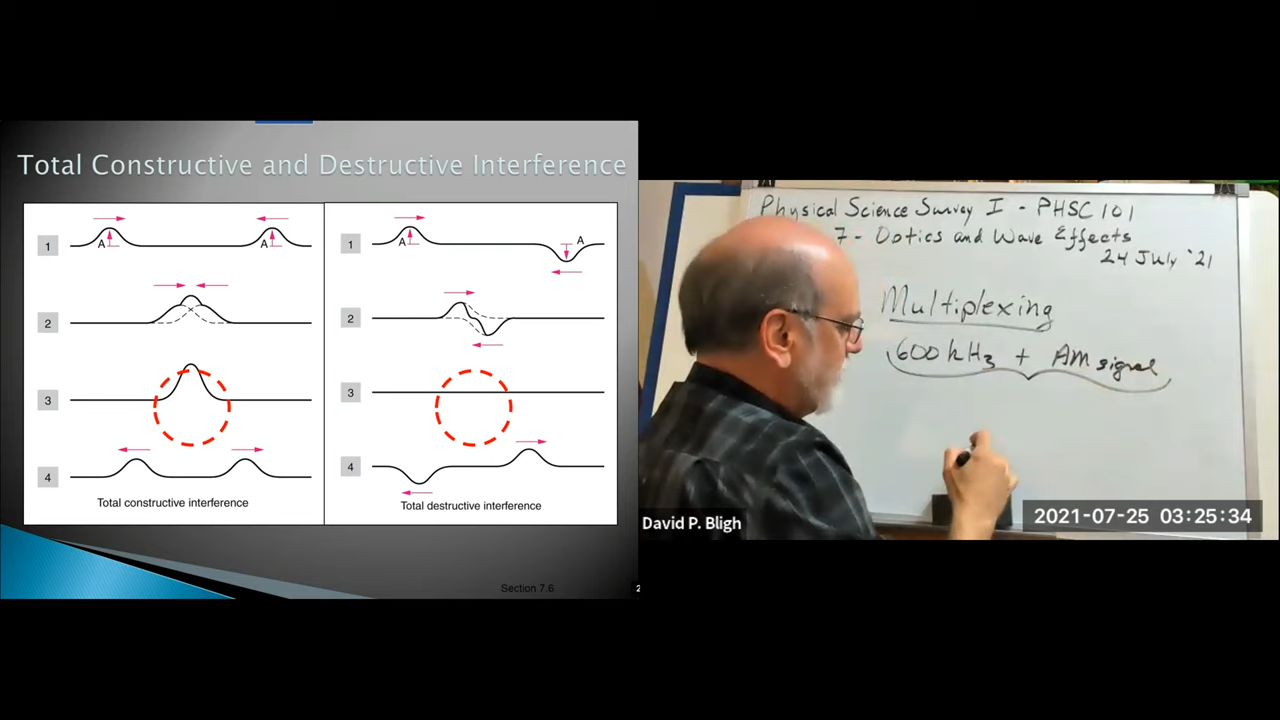 Total Constructive and Destructive Interference
1
A
A
2
3
4
Total constructive interference
1
A
A
2
3
4
Total destructive interference
Section 7.6
2
Physical Science Survey I - PHSC 101
7 - Optics and Wave Effects
24 July '21
Multiplexing
600 kHz + AM signal
David P. Bligh
2021-07-25 03:25:34